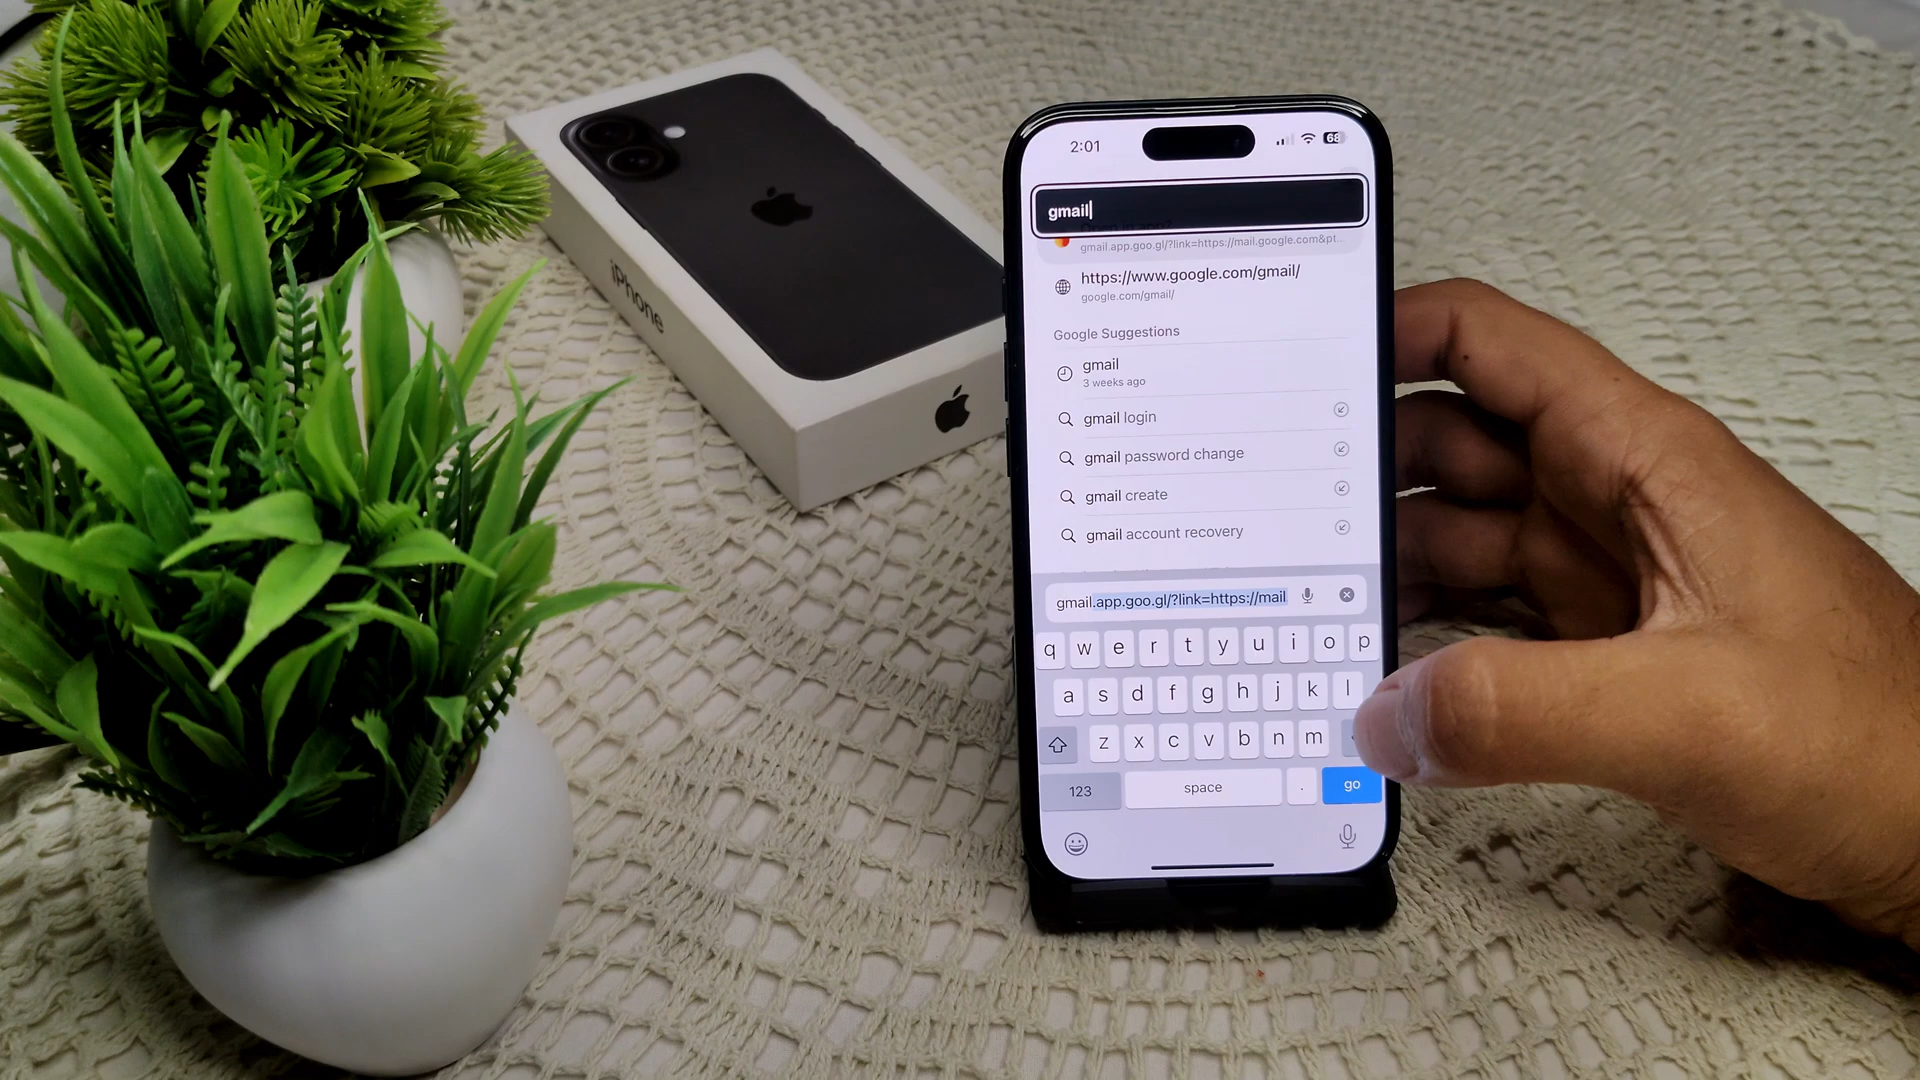 iPhone
2:01
68
gmail
gmail.app.goo.gl/?link=https://mail.google.com&pt...
https://www.google.com/gmail/
google.com/gmail/
Google Suggestions
gmail
3 weeks ago
gmail login
gmail password change
gmail create
gmail account recovery
gmail.app.goo.gl/?link=https://mail
q w e r t y u i o p
a s d f g h j k l
z x c v b n m
123 space . go